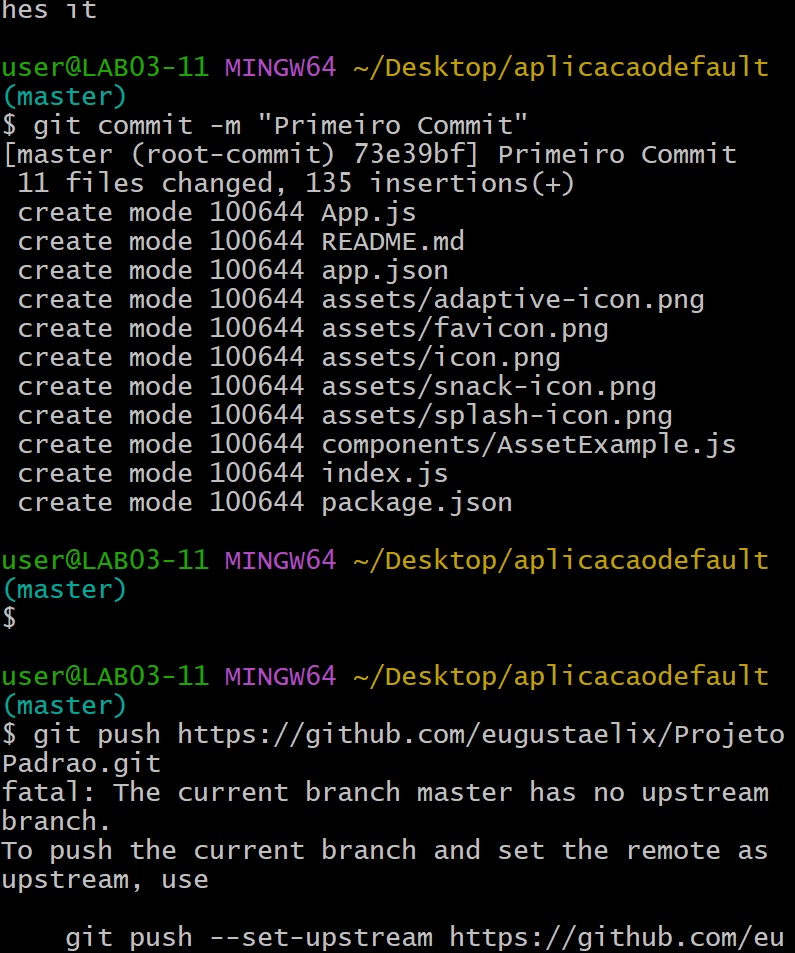 hes it
user@LAB03-11 MINGW64 ~/Desktop/aplicacaodefault
(master)
$ git commit -m "Primeiro Commit"
[master (root-commit) 73e39bf] Primeiro Commit
 11 files changed, 135 insertions(+)
 create mode 100644 App.js
 create mode 100644 README.md
 create mode 100644 app.json
 create mode 100644 assets/adaptive-icon.png
 create mode 100644 assets/favicon.png
 create mode 100644 assets/icon.png
 create mode 100644 assets/snack-icon.png
 create mode 100644 assets/splash-icon.png
 create mode 100644 components/AssetExample.js
 create mode 100644 index.js
 create mode 100644 package.json
user@LAB03-11 MINGW64 ~/Desktop/aplicacaodefault
(master)
$
user@LAB03-11 MINGW64 ~/Desktop/aplicacaodefault
(master)
$ git push https://github.com/eugustaelix/Projeto
Padrao.git
fatal: The current branch master has no upstream
branch.
To push the current branch and set the remote as
upstream, use
    git push --set-upstream https://github.com/eu